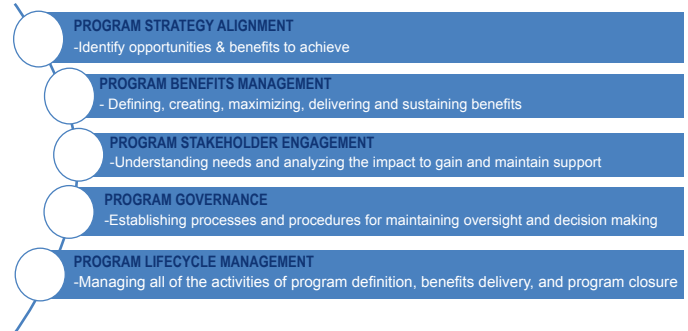 PROGRAM STRATEGY ALIGNMENT
-Identify opportunities & benefits to achieve
PROGRAM BENEFITS MANAGEMENT
- Defining, creating, maximizing, delivering and sustaining benefits
PROGRAM STAKEHOLDER ENGAGEMENT
-Understanding needs and analyzing the impact to gain and maintain support
PROGRAM GOVERNANCE
-Establishing processes and procedures for maintaining oversight and decision making
PROGRAM LIFECYCLE MANAGEMENT
-Managing all of the activities of program definition, benefits delivery, and program closure